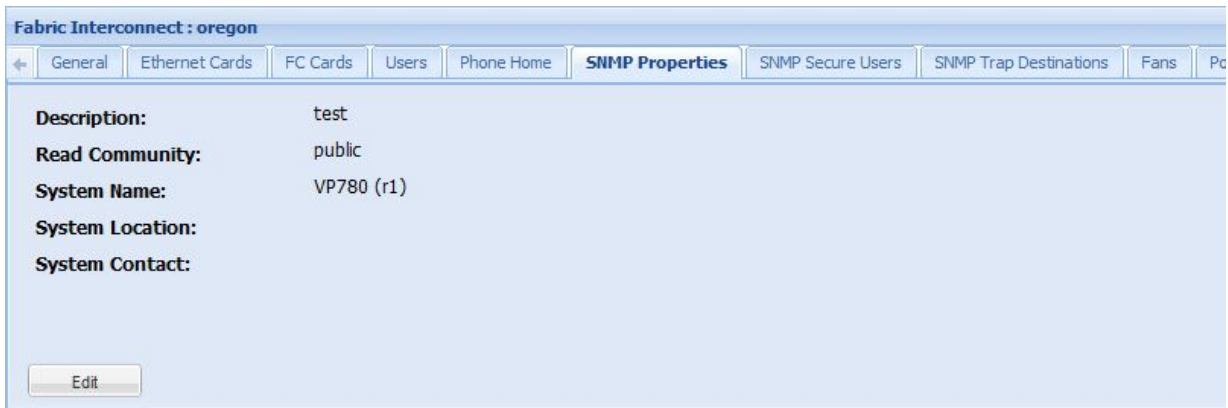 Fabric Interconnect : oregon
General Ethernet Cards FC Cards Users Phone Home SNMP Properties SNMP Secure Users SNMP Trap Destinations Fans
Description: test
Read Community: public
System Name: VP780 (r1)
System Location:
System Contact:
Edit